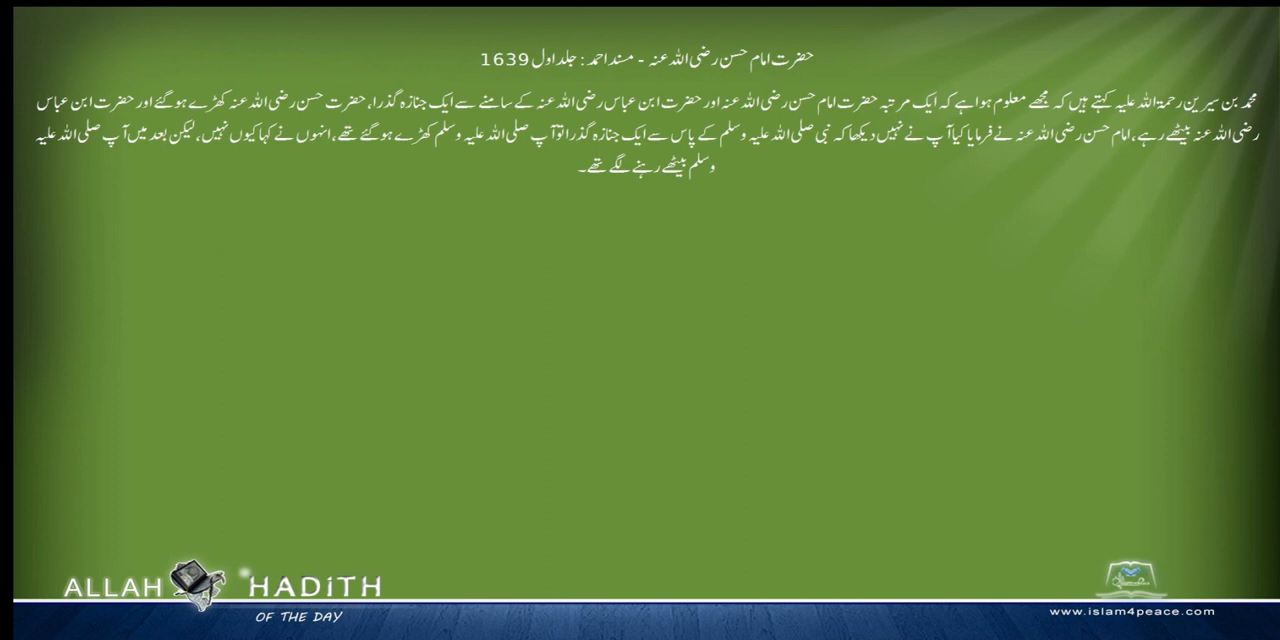 حضرت امام حسن رضی اللہ عنہ - مسند احمد : جلد اول 1639
محمد بن سیرین رحمۃ اللہ علیہ کہتے ہیں کہ مجھے معلوم ہوا ہے کہ ایک مرتبہ حضرت امام حسن رضی اللہ عنہ اور حضرت ابن عباس رضی اللہ عنہ کے سامنے سے ایک جنازہ گذرا، حضرت حسن رضی اللہ عنہ کھڑے ہو گئے اور حضرت ابن عباس
رضی اللہ عنہ بیٹھے رہے، امام حسن رضی اللہ عنہ نے فرمایا کیا آپ نے نہیں دیکھا کہ نبی صلی اللہ علیہ وسلم کے پاس سے ایک جنازہ گذرا تو آپ صلی اللہ علیہ وسلم کھڑے ہو گئے تھے، انہوں نے کہا کیوں نہیں، لیکن بعد میں آپ صلی اللہ علیہ
وسلم بیٹھے رہنے لگے تھے۔
ALLAH HADITH
OF THE DAY
www.islam4peace.com